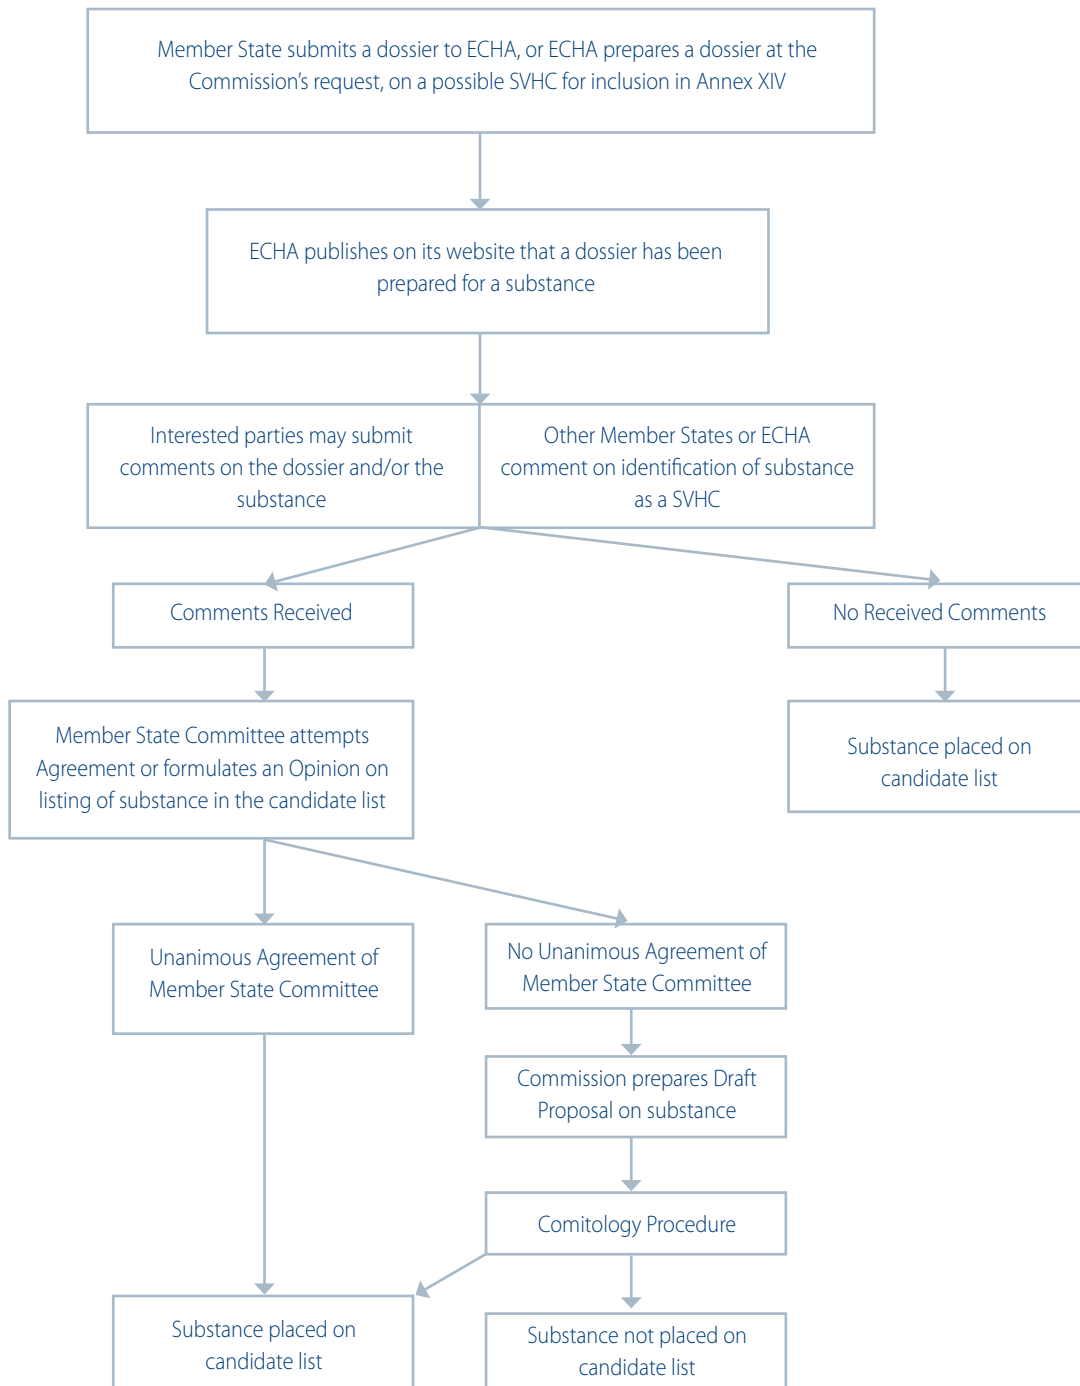 Member State submits a dossier to ECHA, or ECHA prepares a dossier at the
Commission's request, on a possible SVHC for inclusion in Annex XIV
ECHA publishes on its website that a dossier has been
prepared for a substance
Interested parties may submit
comments on the dossier and/or the
substance
Other Member States or ECHA
comment on identification of substance
as a SVHC
Comments Received
No Received Comments
Member State Committee attempts
Agreement or formulates an Opinion on
listing of substance in the candidate list
Substance placed on
candidate list
Unanimous Agreement of
Member State Committee
No Unanimous Agreement of
Member State Committee
Commission prepares Draft
Proposal on substance
Comitology Procedure
Substance placed on
candidate list
Substance not placed on
candidate list